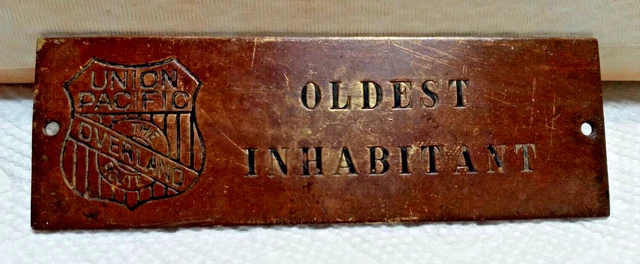 UNION
PACIFIC
THE
OVERLAND
ROUTE
OLDEST
INHABITANT